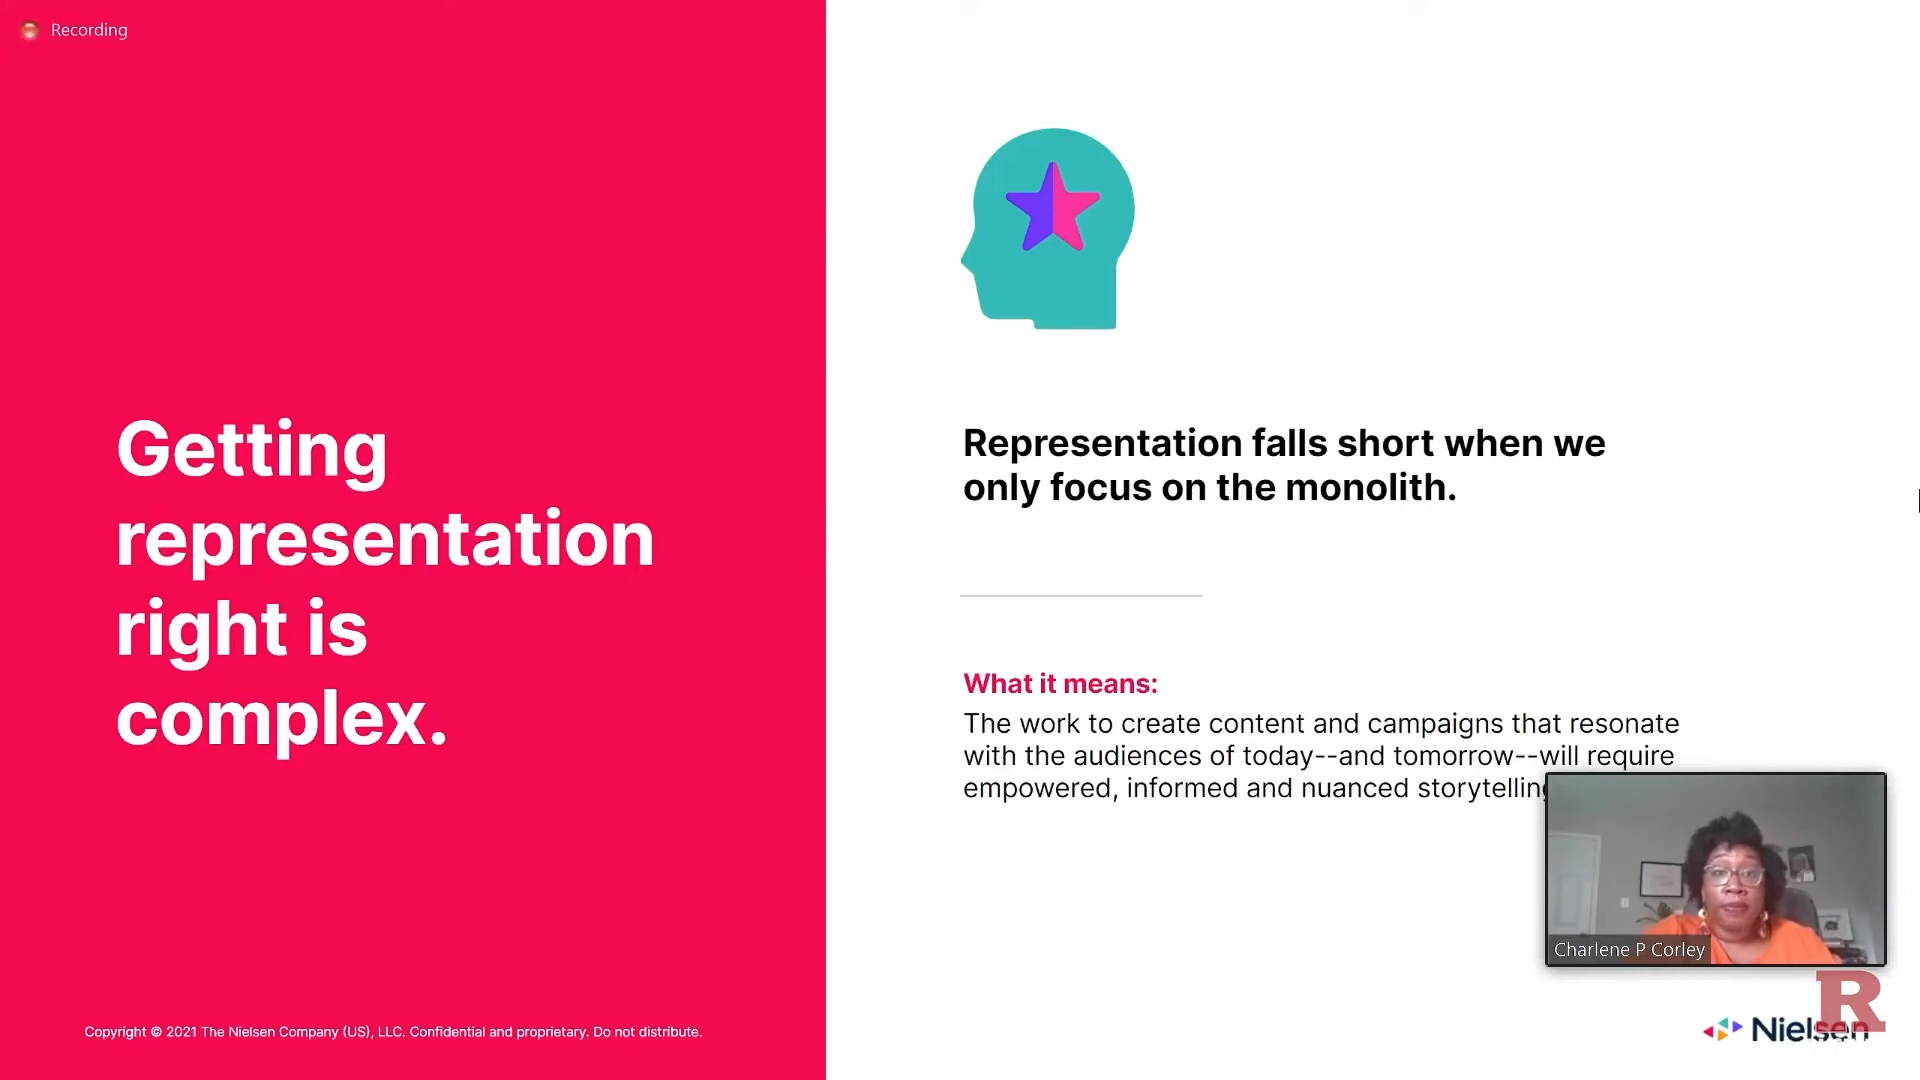 Recording
Getting
representation
right is
complex.
Representation falls short when we
only focus on the monolith.
What it means:
The work to create content and campaigns that resonate
with the audiences of today--and tomorrow--will require
empowered, informed and nuanced storytelling
Charlene P Corley
Copyright © 2021 The Nielsen Company (US), LLC. Confidential and proprietary. Do not distribute.
R
Nielsen